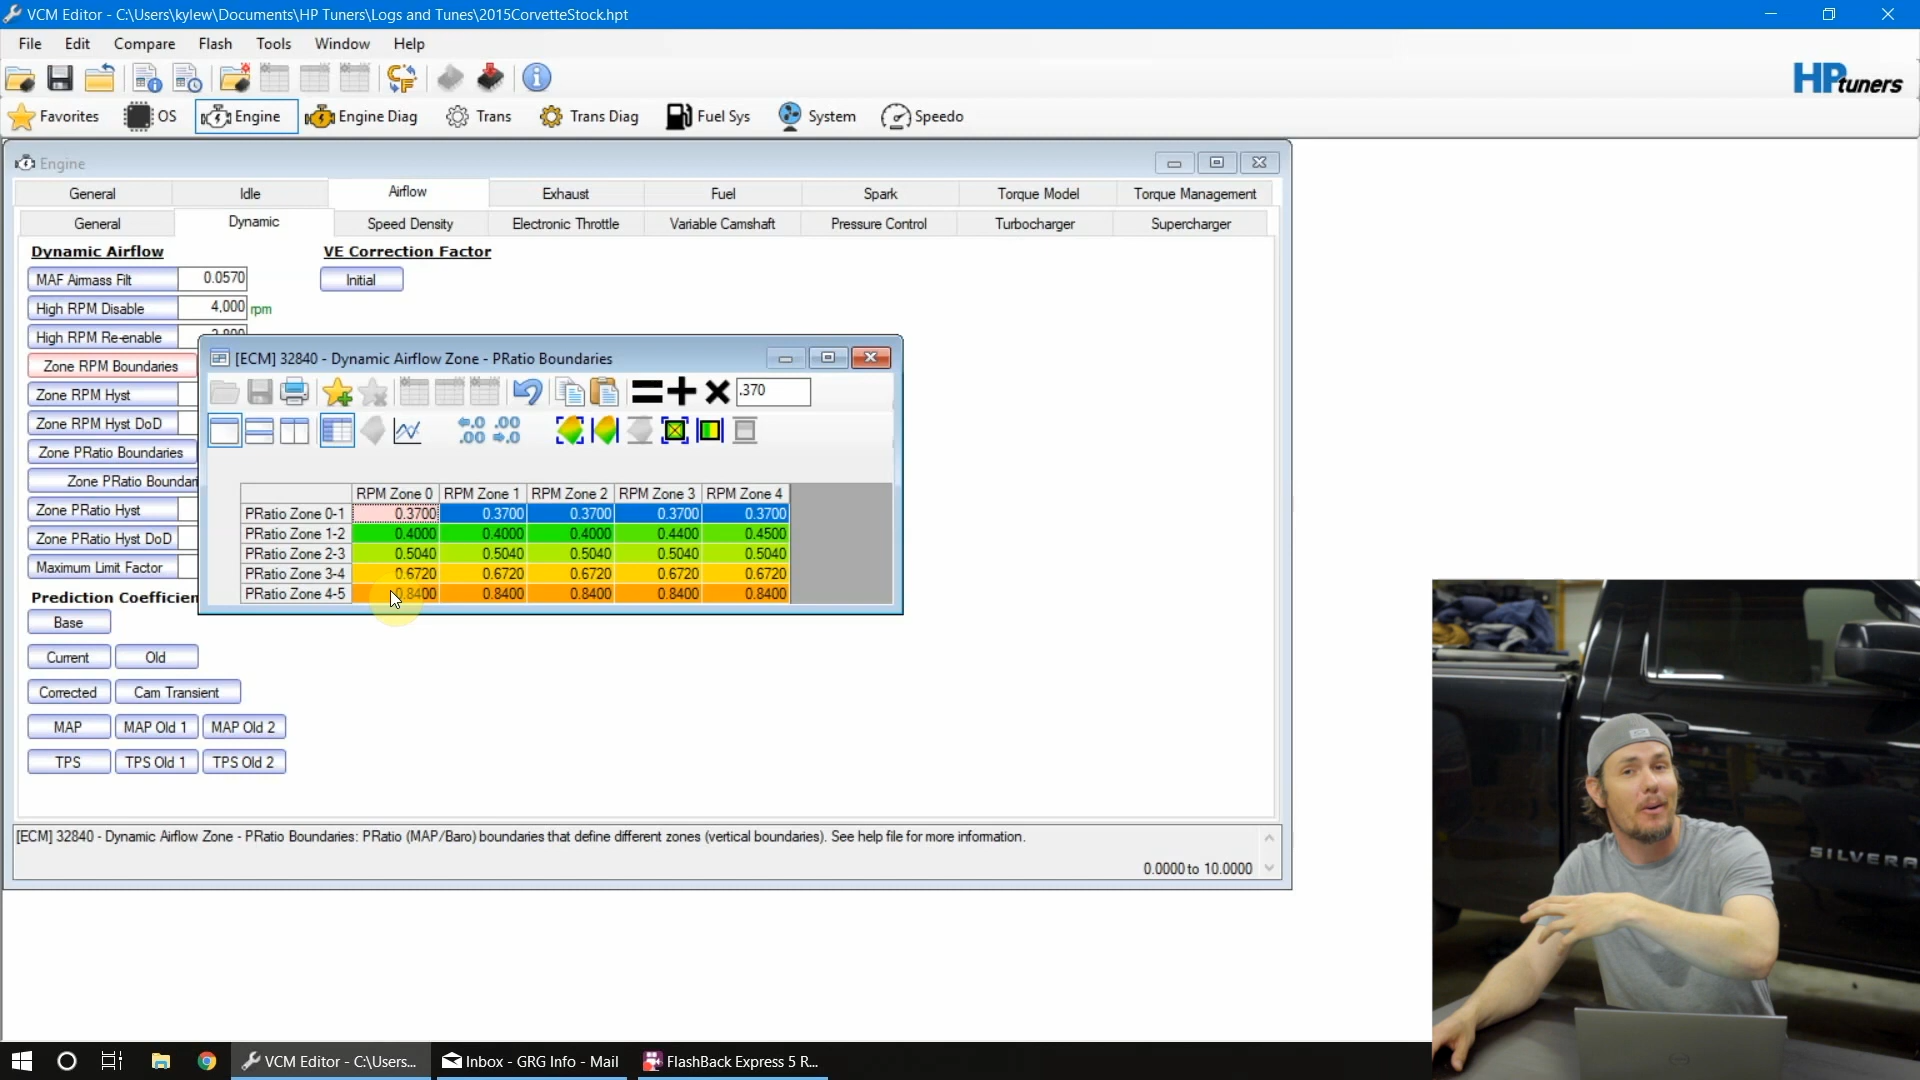 VCM Editor - C:\Users\kylew\Documents\HP Tuners\Logs and Tunes\2015CorvetteStock.hpt
File Edit Compare Flash Tools Window Help
HPtuners
Favorites OS Engine Engine Diag Trans Trans Diag Fuel Sys System Speedo
Engine
General Idle Airflow Exhaust Fuel Spark Torque Model Torque Management
General Dynamic Speed Density Electronic Throttle Variable Camshaft Pressure Control Turbocharger Supercharger
Dynamic Airflow VE Correction Factor
MAF Airmass Filt 0.0570 Initial
High RPM Disable 4,000 rpm
High RPM Re-enable
Zone RPM Boundaries
Zone RPM Hyst
Zone RPM Hyst DoD
Zone PRatio Boundaries
Zone PRatio Boundari
Zone PRatio Hyst
Zone PRatio Hyst DoD
Maximum Limit Factor
[ECM] 32840 - Dynamic Airflow Zone - PRatio Boundaries
.370
RPM Zone 0 RPM Zone 1 RPM Zone 2 RPM Zone 3 RPM Zone 4
PRatio Zone 0-1 0.3700 0.3700 0.3700 0.3700 0.3700
PRatio Zone 1-2 0.4000 0.4000 0.4000 0.4400 0.4500
PRatio Zone 2-3 0.5040 0.5040 0.5040 0.5040 0.5040
PRatio Zone 3-4 0.6720 0.6720 0.6720 0.6720 0.6720
PRatio Zone 4-5 0.8400 0.8400 0.8400 0.8400 0.8400
Prediction Coefficien
Base
Current Old
Corrected Cam Transient
MAP MAP Old 1 MAP Old 2
TPS TPS Old 1 TPS Old 2
[ECM] 32840 - Dynamic Airflow Zone - PRatio Boundaries: PRatio (MAP/Baro) boundaries that define different zones (vertical boundaries). See help file for more information.
0.0000 to 10.0000
SILVERA
VCM Editor - C:\Users... Inbox - GRG Info - Mail FlashBack Express 5 R...